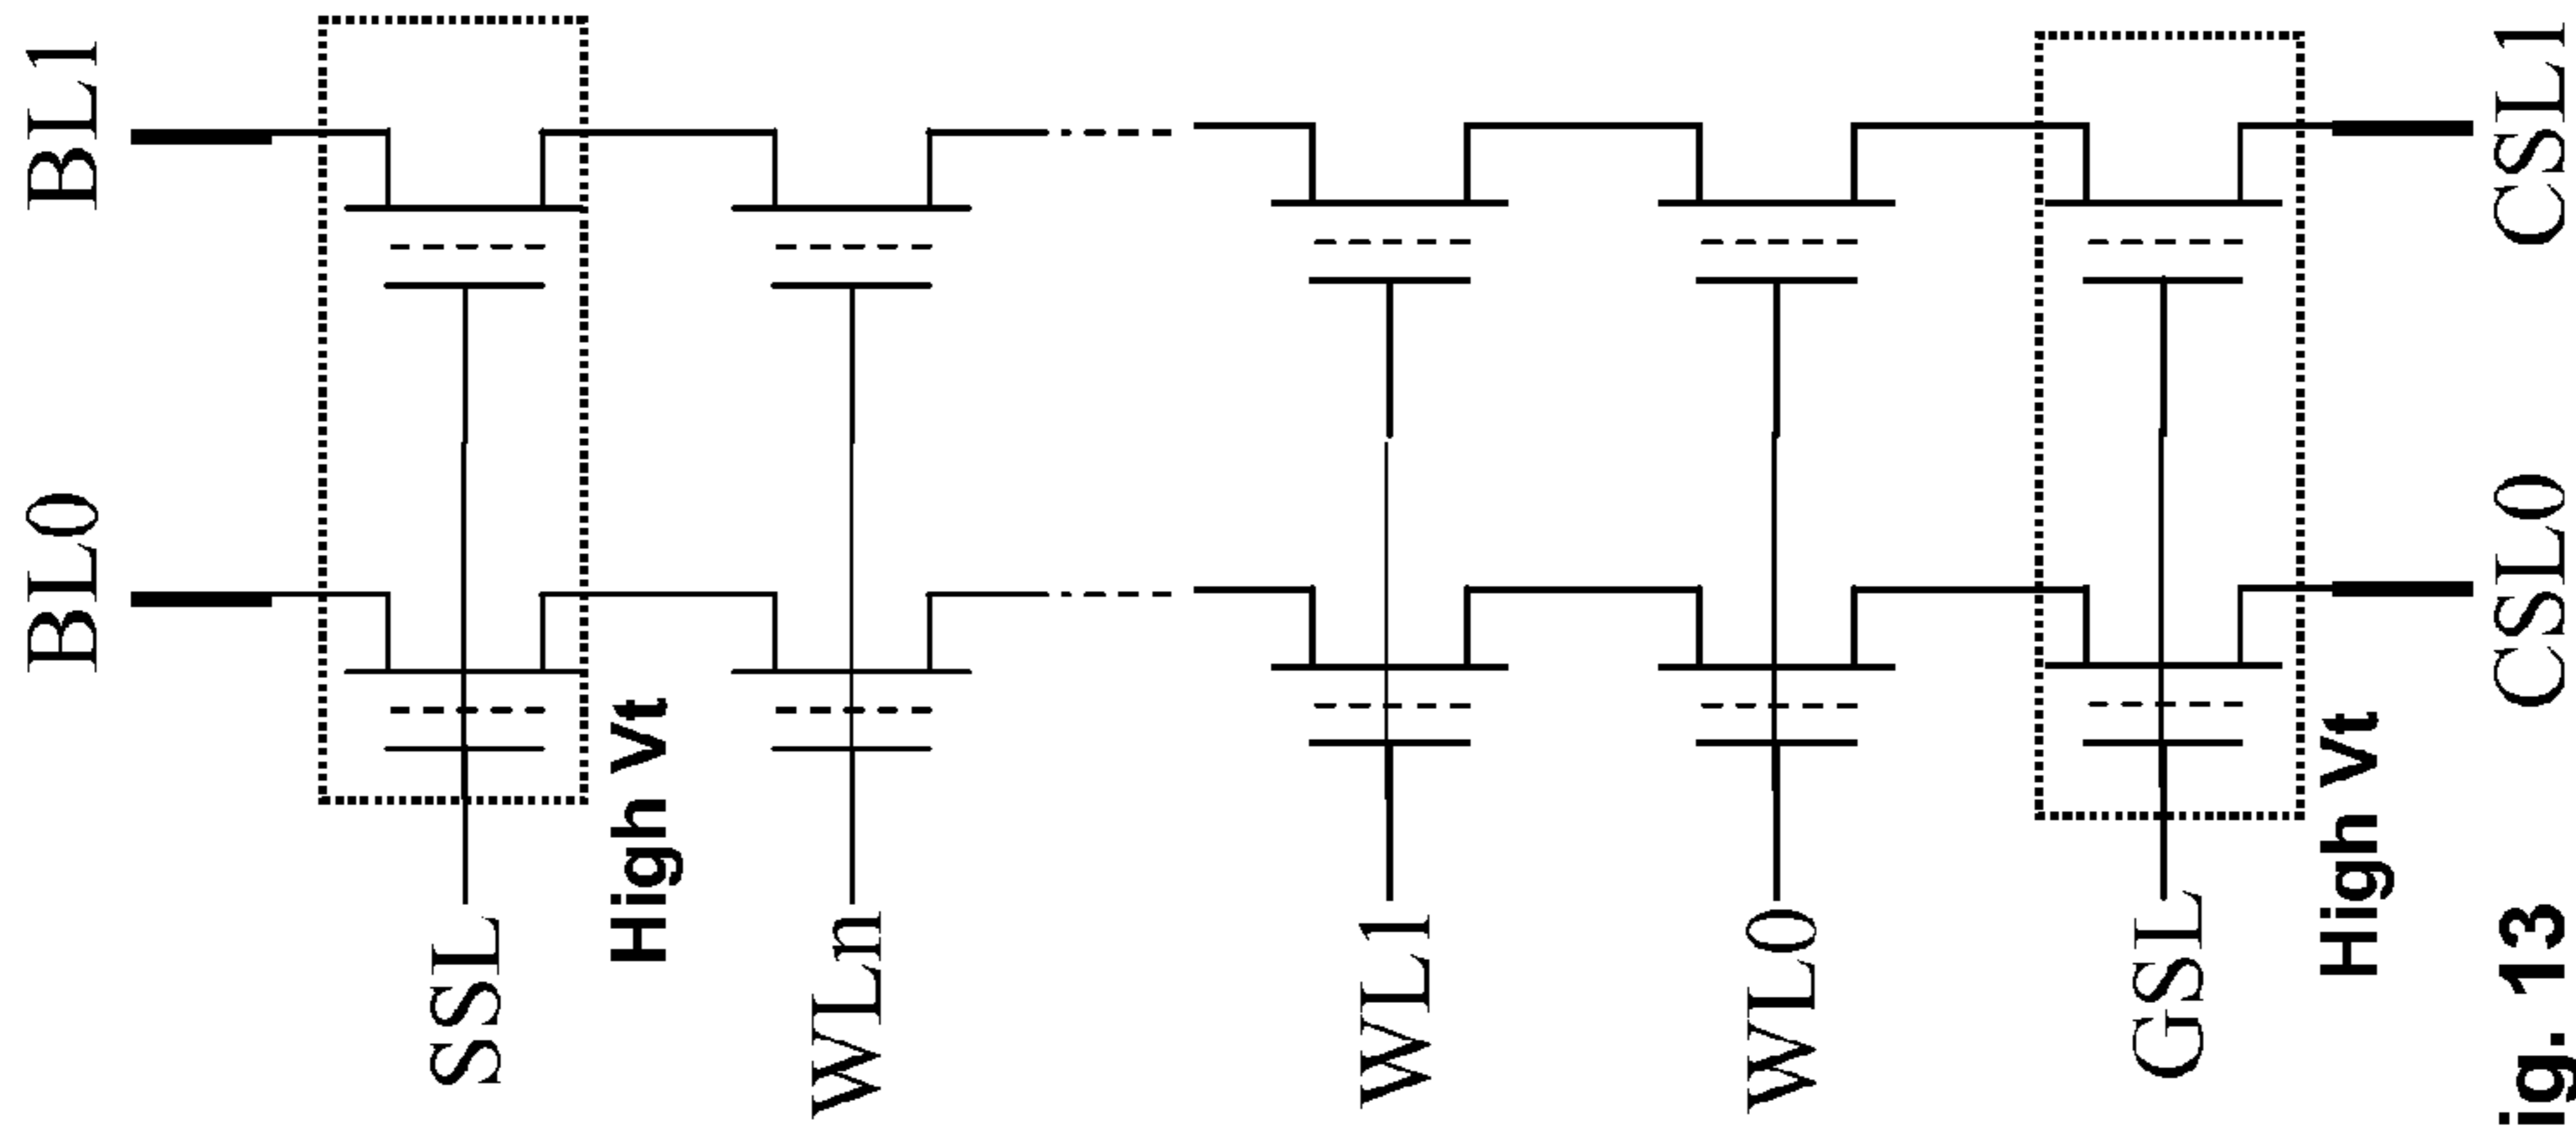 BL0
BL1
SSL
High Vt
WLn
WL1
WL0
GSL
High Vt
CSL0
CSL1
ig. 13